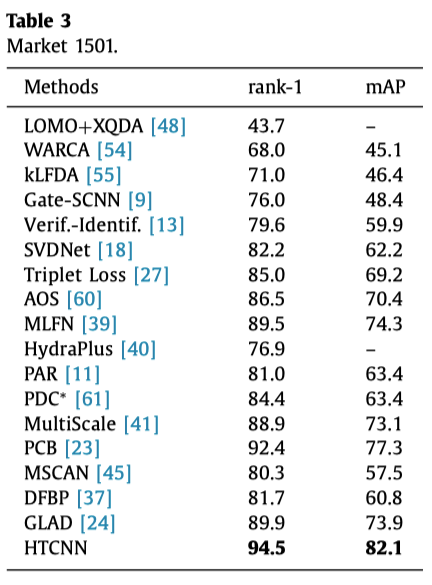 Table 3
Market 1501.
Methods rank-1 mAP
LOMO+XQDA [48] 43.7 –
WARCA [54] 68.0 45.1
kLFDA [55] 71.0 46.4
Gate-SCNN [9] 76.0 48.4
Verif.-Identif. [13] 79.6 59.9
SVDNet [18] 82.2 62.2
Triplet Loss [27] 85.0 69.2
AOS [60] 86.5 70.4
MLFN [39] 89.5 74.3
HydraPlus [40] 76.9 –
PAR [11] 81.0 63.4
PDC* [61] 84.4 63.4
MultiScale [41] 88.9 73.1
PCB [23] 92.4 77.3
MSCAN [45] 80.3 57.5
DFBP [37] 81.7 60.8
GLAD [24] 89.9 73.9
HTCNN 94.5 82.1